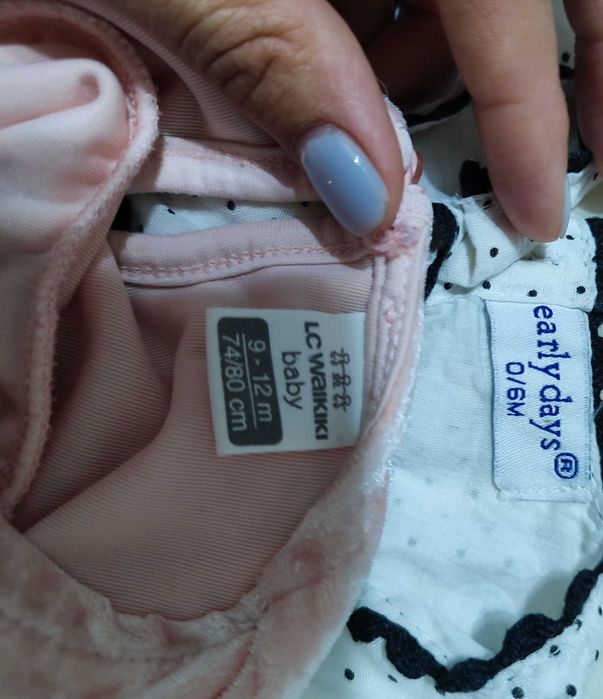 LC WAIKIKI
baby
9 - 12 m
74/80 cm
early days®
0/6M